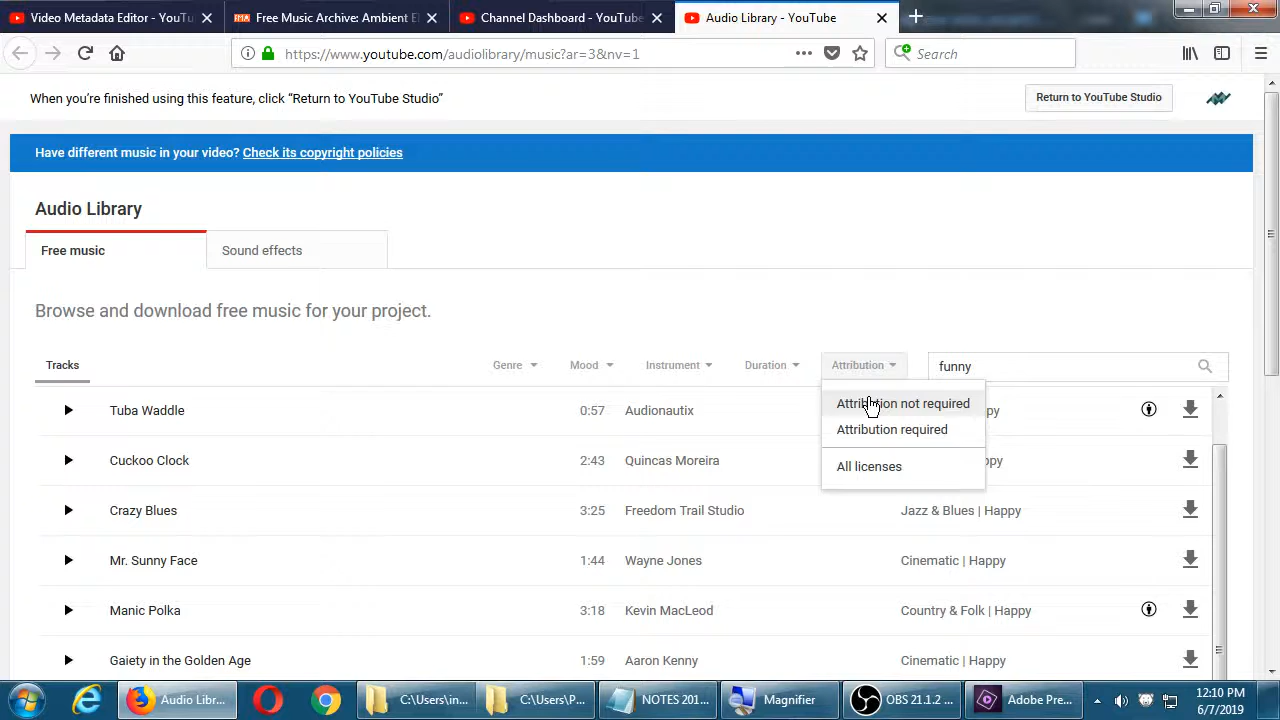 Video Metadata Editor - YouTu
Free Music Archive: Ambient El
Channel Dashboard - YouTube
Audio Library - YouTube
https://www.youtube.com/audiolibrary/music?ar=3&nv=1
Search
When you're finished using this feature, click "Return to YouTube Studio"
Return to YouTube Studio
Have different music in your video? Check its copyright policies
Audio Library
Free music
Sound effects
Browse and download free music for your project.
Tracks Genre Mood Instrument Duration Attribution funny
Attribution not required
Attribution required
All licenses
Tuba Waddle 0:57 Audionautix ppy
Cuckoo Clock 2:43 Quincas Moreira ppy
Crazy Blues 3:25 Freedom Trail Studio Jazz & Blues | Happy
Mr. Sunny Face 1:44 Wayne Jones Cinematic | Happy
Manic Polka 3:18 Kevin MacLeod Country & Folk | Happy
Gaiety in the Golden Age 1:59 Aaron Kenny Cinematic | Happy
Audio Libr...
C:\Users\in...
C:\Users\P...
NOTES 201...
Magnifier
OBS 21.1.2 ...
Adobe Pre...
12:10 PM
6/7/2019